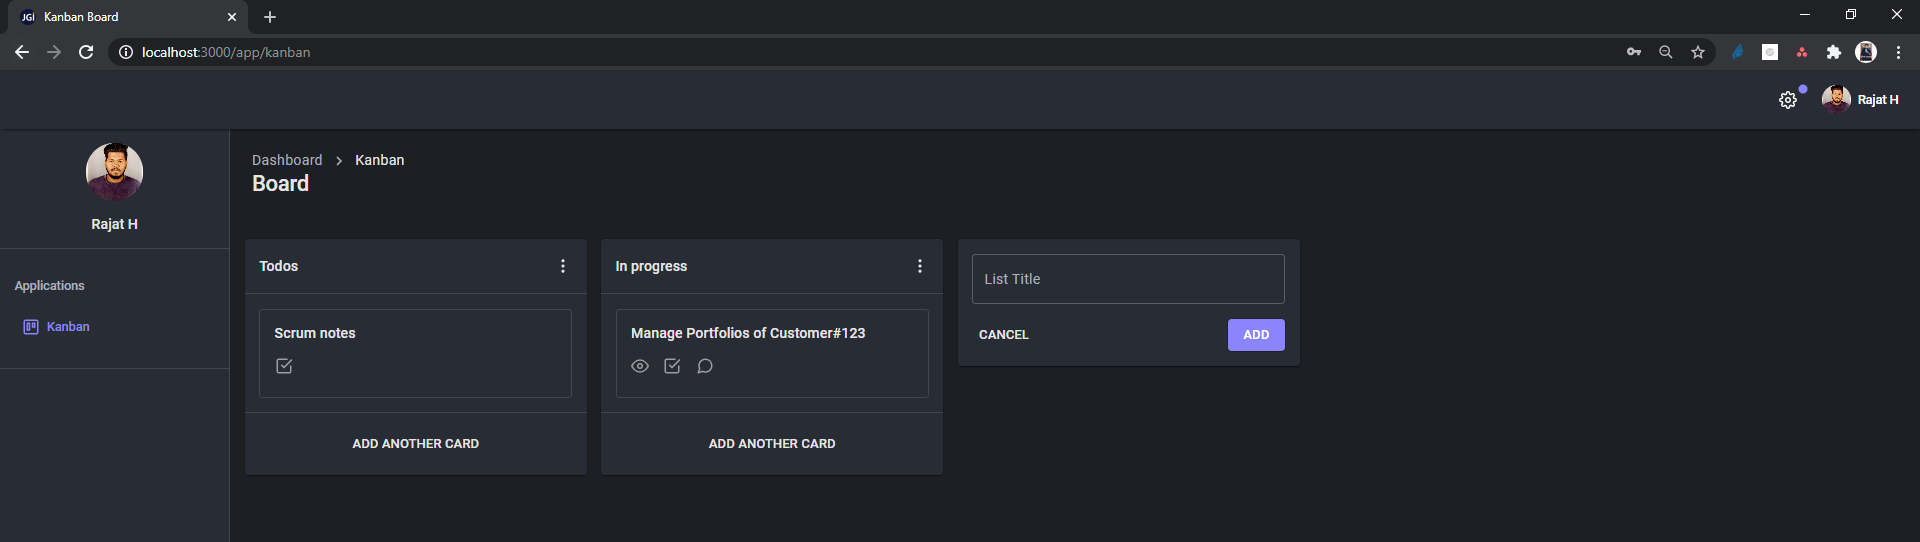 JGI Kanban Board
localhost:3000/app/kanban
Rajat H
Rajat H
Applications
Kanban
Dashboard > Kanban
Board
Todos
Scrum notes
ADD ANOTHER CARD
In progress
Manage Portfolios of Customer#123
ADD ANOTHER CARD
List Title
CANCEL ADD